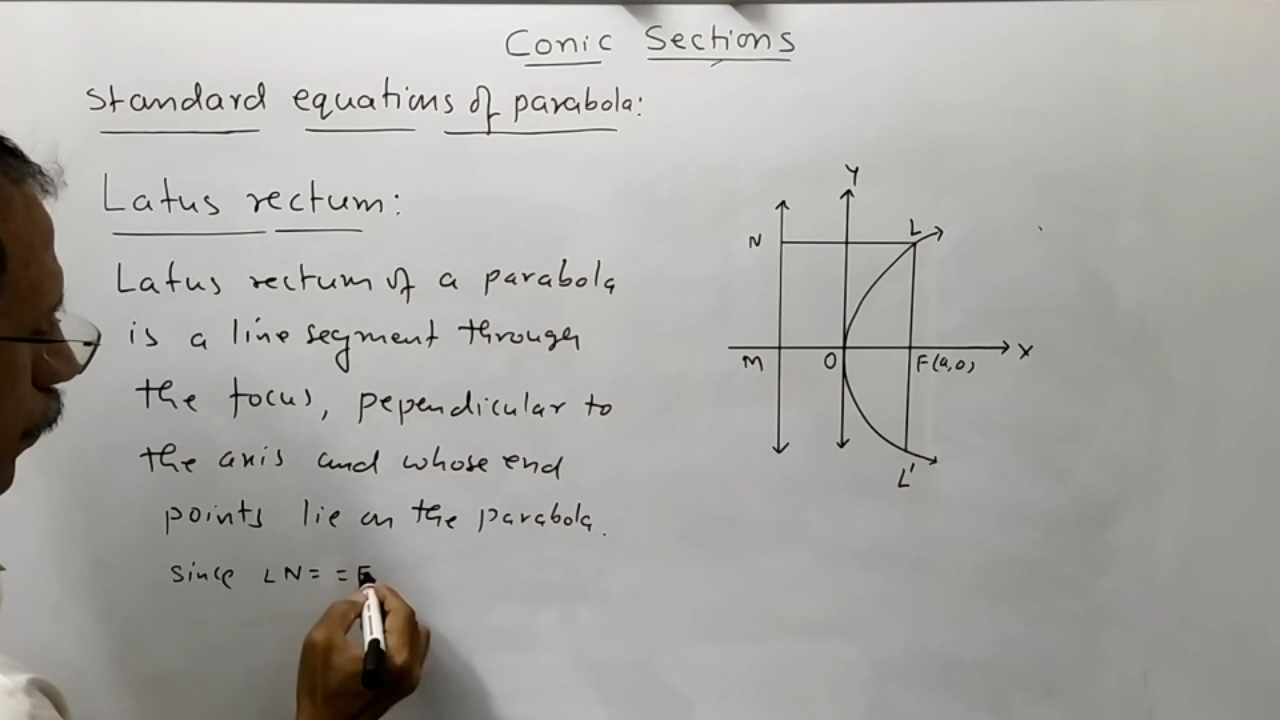 Conic Sections
Standard equations of parabola:
Latus rectum:
Latus rectum of a parabola
is a line segment through
the focus, pependicular to
the axis and whose end
points lie on the parabola.
since LN= =F
Y
N
L
M
O
F(a,0)
X
L'